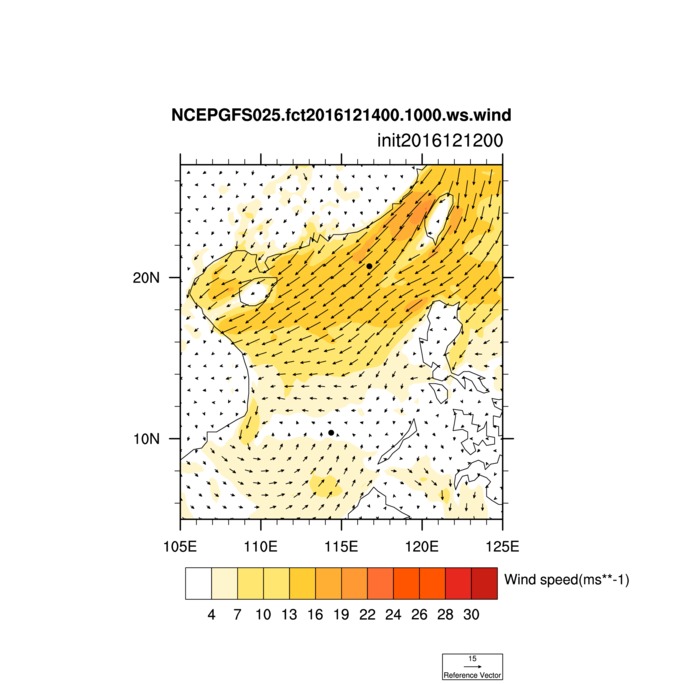 NCEPGFS025.fct2016121400.1000.ws.wind
init2016121200
20N
10N
105E 110E 115E 120E 125E
4 7 10 13 16 19 22 24 26 28 30
Wind speed(ms**-1)
15
Reference Vector